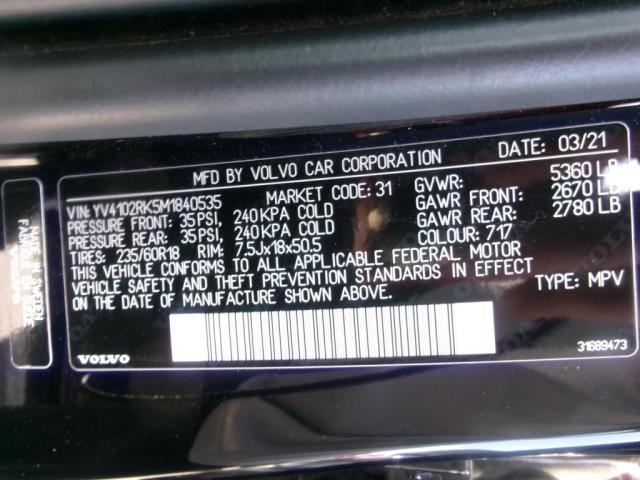 MFD BY VOLVO CAR CORPORATION DATE: 03/21
VIN: YV4102RK5M1840535 MARKET CODE: 31 GVWR: 5360 LB
PRESSURE FRONT: 35 PSI, 240 KPA COLD GAWR FRONT: 2670 LB
PRESSURE REAR: 35 PSI, 240 KPA COLD GAWR REAR: 2780 LB
TIRES: 235/60R18 RIM: 7.5Jx18x50.5 COLOUR: 717
THIS VEHICLE CONFORMS TO ALL APPLICABLE FEDERAL MOTOR
VEHICLE SAFETY AND THEFT PREVENTION STANDARDS IN EFFECT
ON THE DATE OF MANUFACTURE SHOWN ABOVE. TYPE: MPV
VOLVO 31689473
MADE IN SWEDEN